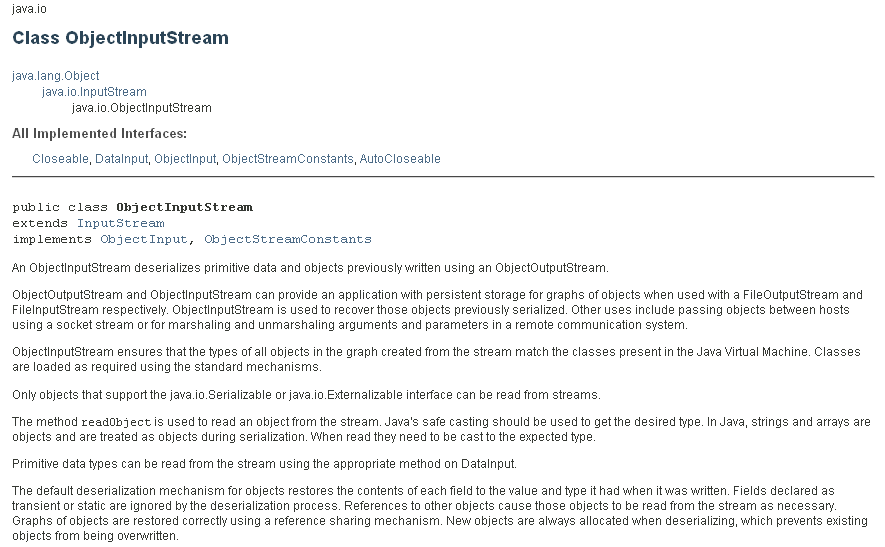 java.io
Class ObjectInputStream
java.lang.Object
java.io.InputStream
java.io.ObjectInputStream
All Implemented Interfaces:
Closeable, DataInput, ObjectInput, ObjectStreamConstants, AutoCloseable
public class ObjectInputStream
extends InputStream
implements ObjectInput, ObjectStreamConstants
An ObjectInputStream deserializes primitive data and objects previously written using an ObjectOutputStream.
ObjectOutputStream and ObjectInputStream can provide an application with persistent storage for graphs of objects when used with a FileOutputStream and
FileInputStream respectively. ObjectInputStream is used to recover those objects previously serialized. Other uses include passing objects between hosts
using a socket stream or for marshaling and unmarshaling arguments and parameters in a remote communication system.
ObjectInputStream ensures that the types of all objects in the graph created from the stream match the classes present in the Java Virtual Machine. Classes
are loaded as required using the standard mechanisms.
Only objects that support the java.io.Serializable or java.io.Externalizable interface can be read from streams.
The method readObject is used to read an object from the stream. Java's safe casting should be used to get the desired type. In Java, strings and arrays are
objects and are treated as objects during serialization. When read they need to be cast to the expected type.
Primitive data types can be read from the stream using the appropriate method on DataInput.
The default deserialization mechanism for objects restores the contents of each field to the value and type it had when it was written. Fields declared as
transient or static are ignored by the deserialization process. References to other objects cause those objects to be read from the stream as necessary.
Graphs of objects are restored correctly using a reference sharing mechanism. New objects are always allocated when deserializing, which prevents existing
objects from being overwritten.